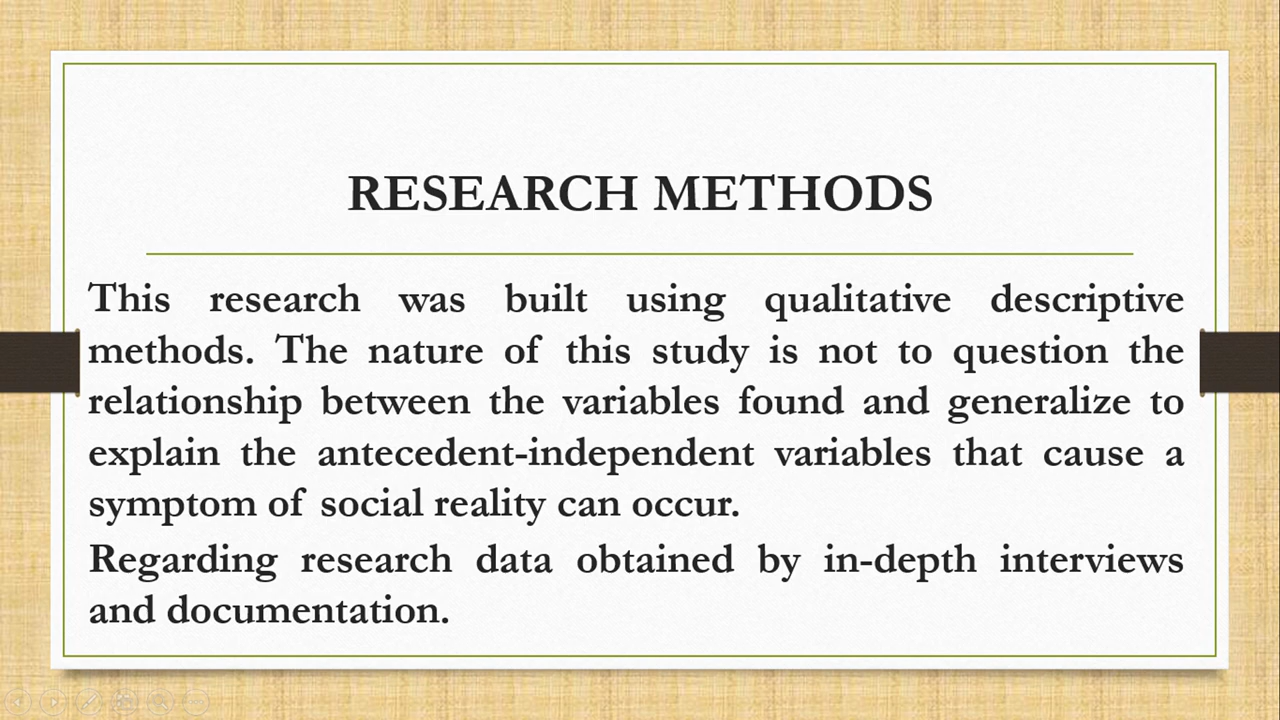 RESEARCH METHODS
This research was built using qualitative descriptive
methods. The nature of this study is not to question the
relationship between the variables found and generalize to
explain the antecedent-independent variables that cause a
symptom of social reality can occur.
Regarding research data obtained by in-depth interviews
and documentation.